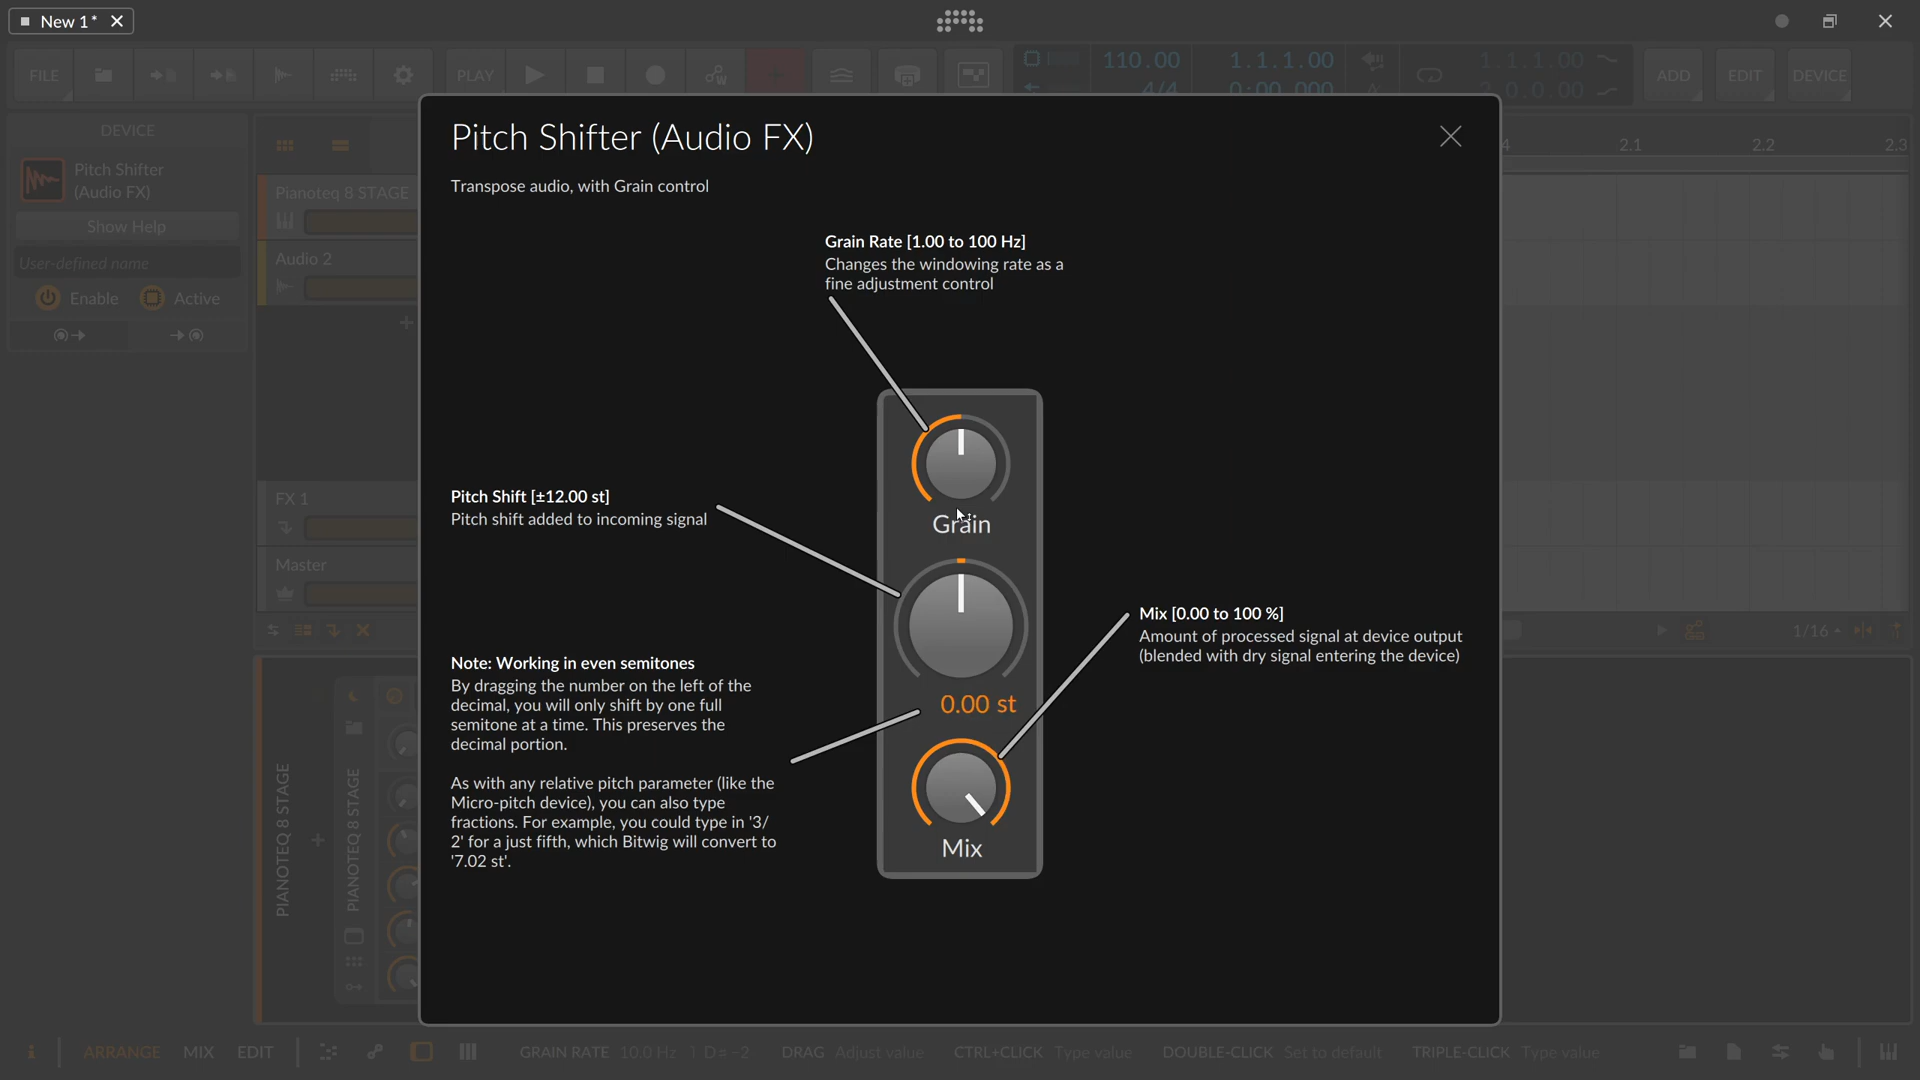 New 1*
FILE
PLAY
110.00
4/4
1.1.1.00
0:00.000
1.1.1.00
2.0.0.00
ADD
EDIT
DEVICE
DEVICE
Pitch Shifter
(Audio FX)
Show Help
User-defined name
Enable
Active
Pianoteq 8 STAGE
Audio 2
FX 1
Master
4
2.1
2.2
2.3
1/16
Pitch Shifter (Audio FX)
Transpose audio, with Grain control
Grain Rate [1.00 to 100 Hz]
Changes the windowing rate as a
fine adjustment control
Grain
Pitch Shift [±12.00 st]
Pitch shift added to incoming signal
Mix [0.00 to 100 %]
Amount of processed signal at device output
(blended with dry signal entering the device)
Note: Working in even semitones
By dragging the number on the left of the
decimal, you will only shift by one full
semitone at a time. This preserves the
decimal portion.
0.00 st
As with any relative pitch parameter (like the
Micro-pitch device), you can also type
fractions. For example, you could type in '3/
2' for a just fifth, which Bitwig will convert to
'7.02 st'.
Mix
PIANOTEQ 8 STAGE
PIANOTEQ 8 STAGE
ARRANGE MIX EDIT
GRAIN RATE 10.0 Hz | D=-2 DRAG Adjust value CTRL+CLICK Type value DOUBLE-CLICK Set to default TRIPLE-CLICK Type value